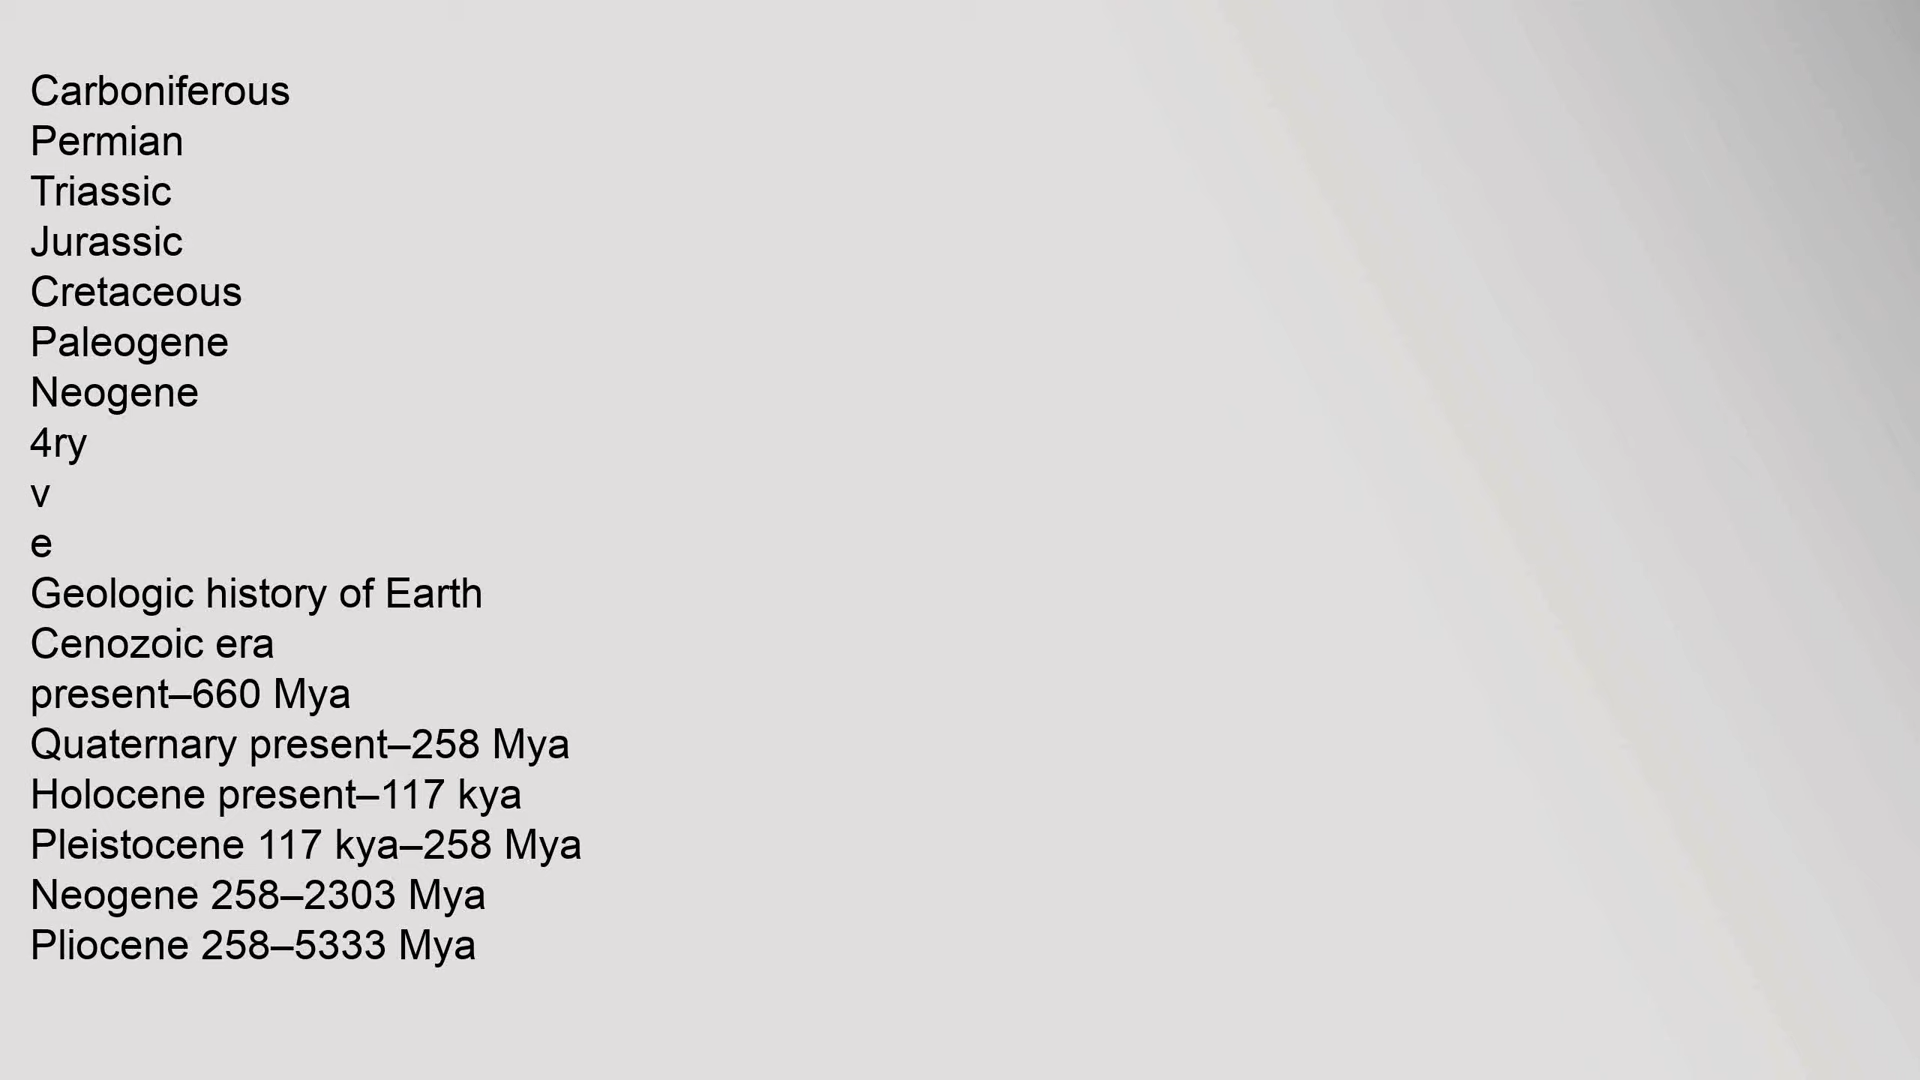 Carboniferous
Permian
Triassic
Jurassic
Cretaceous
Paleogene
Neogene
4ry
v
e
Geologic history of Earth
Cenozoic era
present–660 Mya
Quaternary present–258 Mya
Holocene present–117 kya
Pleistocene 117 kya–258 Mya
Neogene 258–2303 Mya
Pliocene 258–5333 Mya